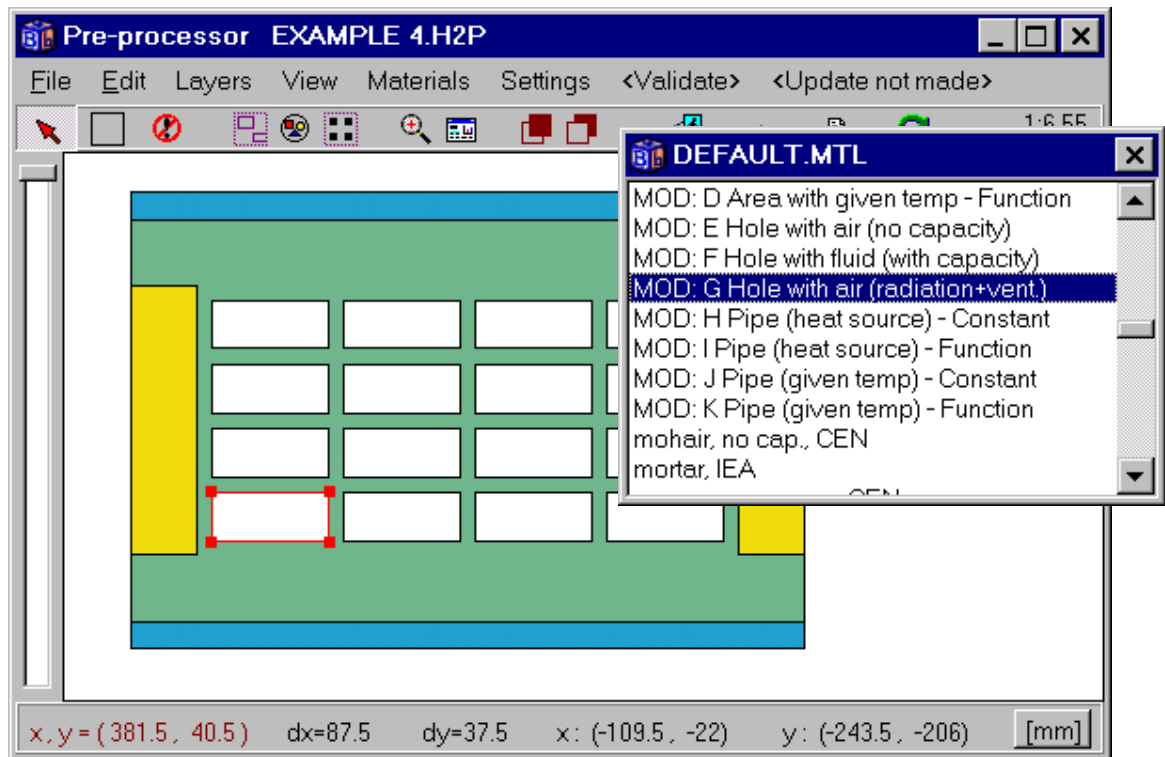 Pre-processor EXAMPLE 4.H2P
File Edit Layers View Materials Settings <Validate> <Update not made>
1:6.55
DEFAULT.MTL
MOD: D Area with given temp - Function
MOD: E Hole with air (no capacity)
MOD: F Hole with fluid (with capacity)
MOD: G Hole with air (radiation+vent.)
MOD: H Pipe (heat source) - Constant
MOD: I Pipe (heat source) - Function
MOD: J Pipe (given temp) - Constant
MOD: K Pipe (given temp) - Function
mohair, no cap., CEN
mortar, IEA
CEN
x, y = ( 381.5 , 40.5 ) dx=87.5 dy=37.5 x: (-109.5 , -22) y: (-243.5 , -206) [mm]